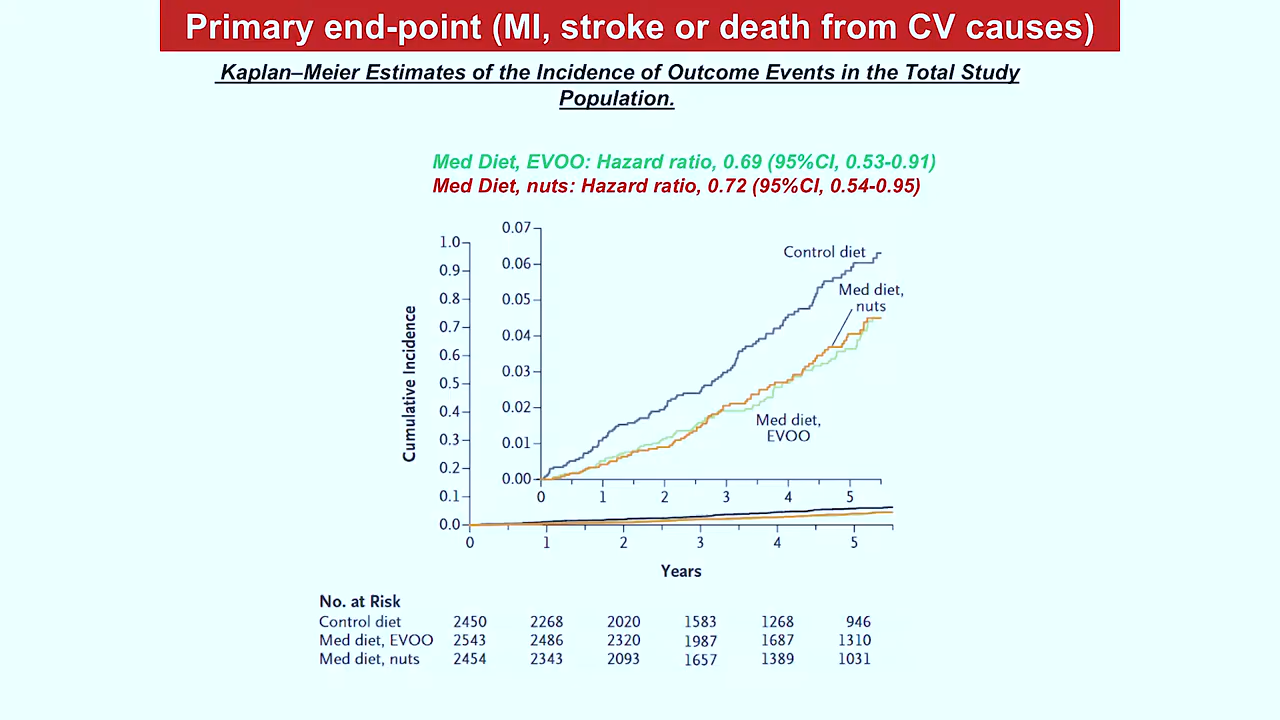 Primary end-point (MI, stroke or death from CV causes)
Kaplan–Meier Estimates of the Incidence of Outcome Events in the Total Study
Population.
Med Diet, EVOO: Hazard ratio, 0.69 (95%CI, 0.53-0.91)
Med Diet, nuts: Hazard ratio, 0.72 (95%CI, 0.54-0.95)
Cumulative Incidence
1.0
0.9
0.8
0.7
0.6
0.5
0.4
0.3
0.2
0.1
0.0
0.07
0.06
0.05
0.04
0.03
0.02
0.01
0.00
Control diet
Med diet,
nuts
Med diet,
EVOO
0 1 2 3 4 5
0 1 2 3 4 5
Years
No. at Risk
Control diet 2450 2268 2020 1583 1268 946
Med diet, EVOO 2543 2486 2320 1987 1687 1310
Med diet, nuts 2454 2343 2093 1657 1389 1031